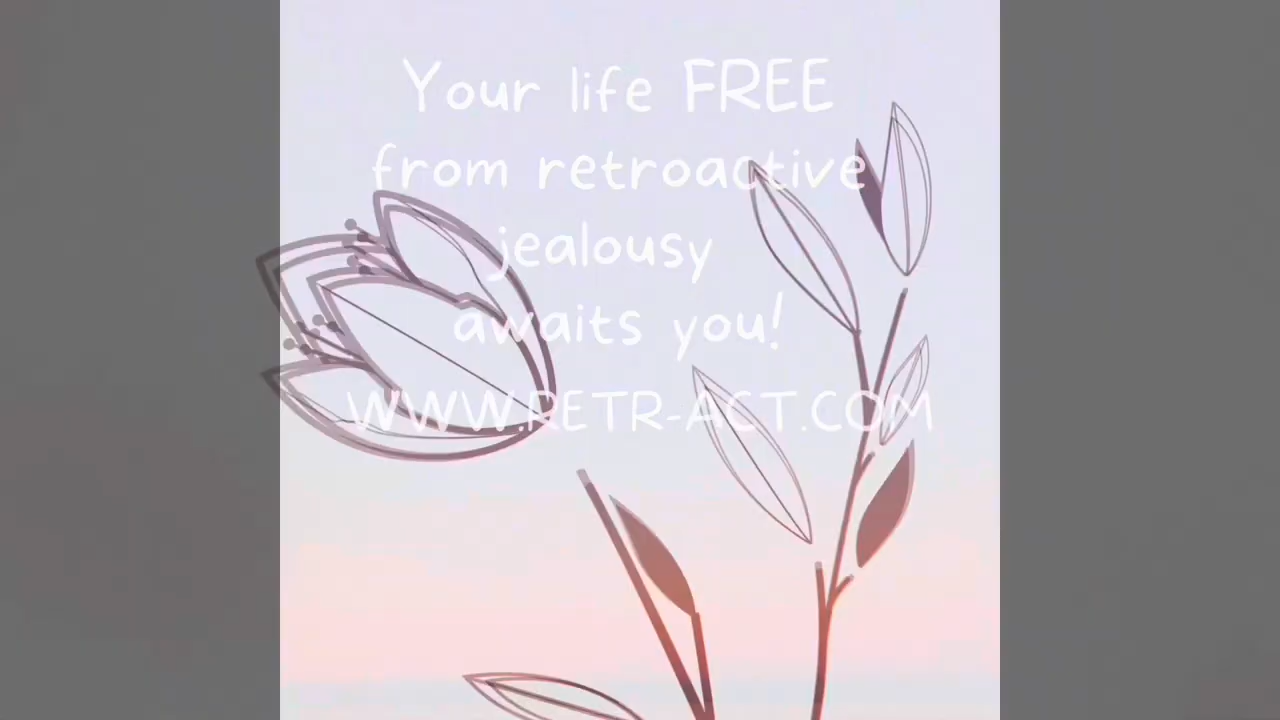 Your life FREE
from retroactive
jealousy
awaits you!
WWW.RETR-ACT.COM